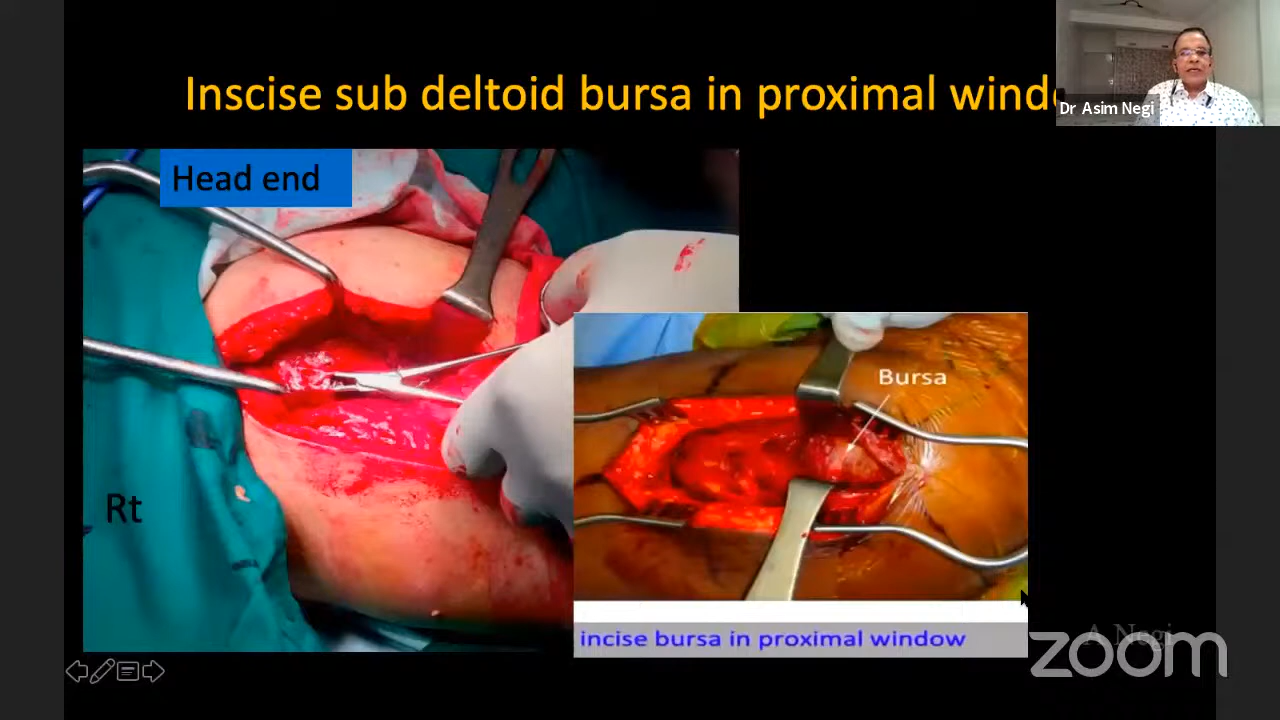 Inscise sub deltoid bursa in proximal
Dr Asim Negi
Head end
Bursa
Rt
incise bursa in proximal window
A Negi
zoom